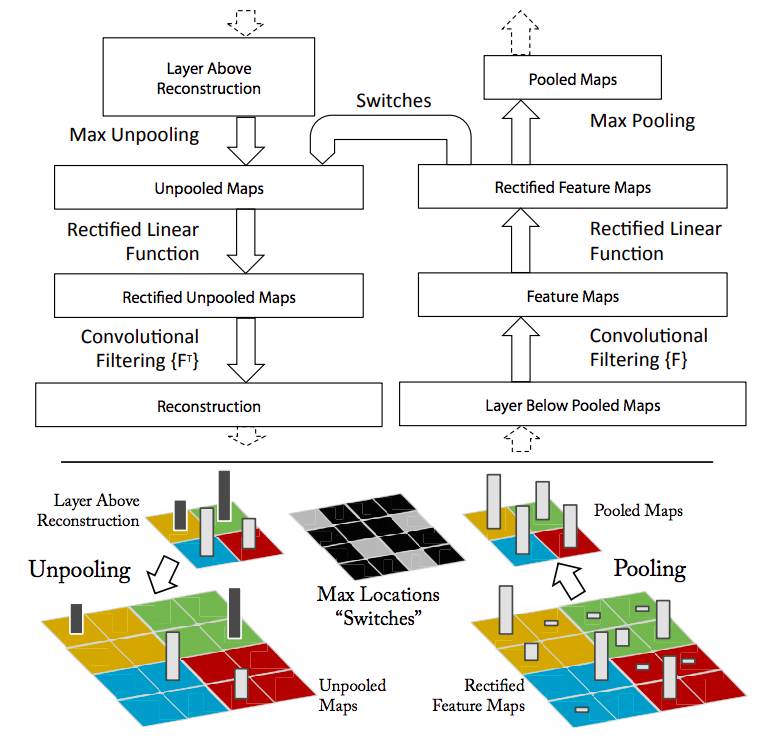 Layer Above
Reconstruction
Max Unpooling
Unpooled Maps
Rectified Linear
Function
Rectified Unpooled Maps
Convolutional
Filtering {Fᵀ}
Reconstruction
Switches
Pooled Maps
Max Pooling
Rectified Feature Maps
Rectified Linear
Function
Feature Maps
Convolutional
Filtering {F}
Layer Below Pooled Maps
Layer Above
Reconstruction
Unpooling
Unpooled
Maps
Max Locations
“Switches”
Pooled Maps
Pooling
Rectified
Feature Maps